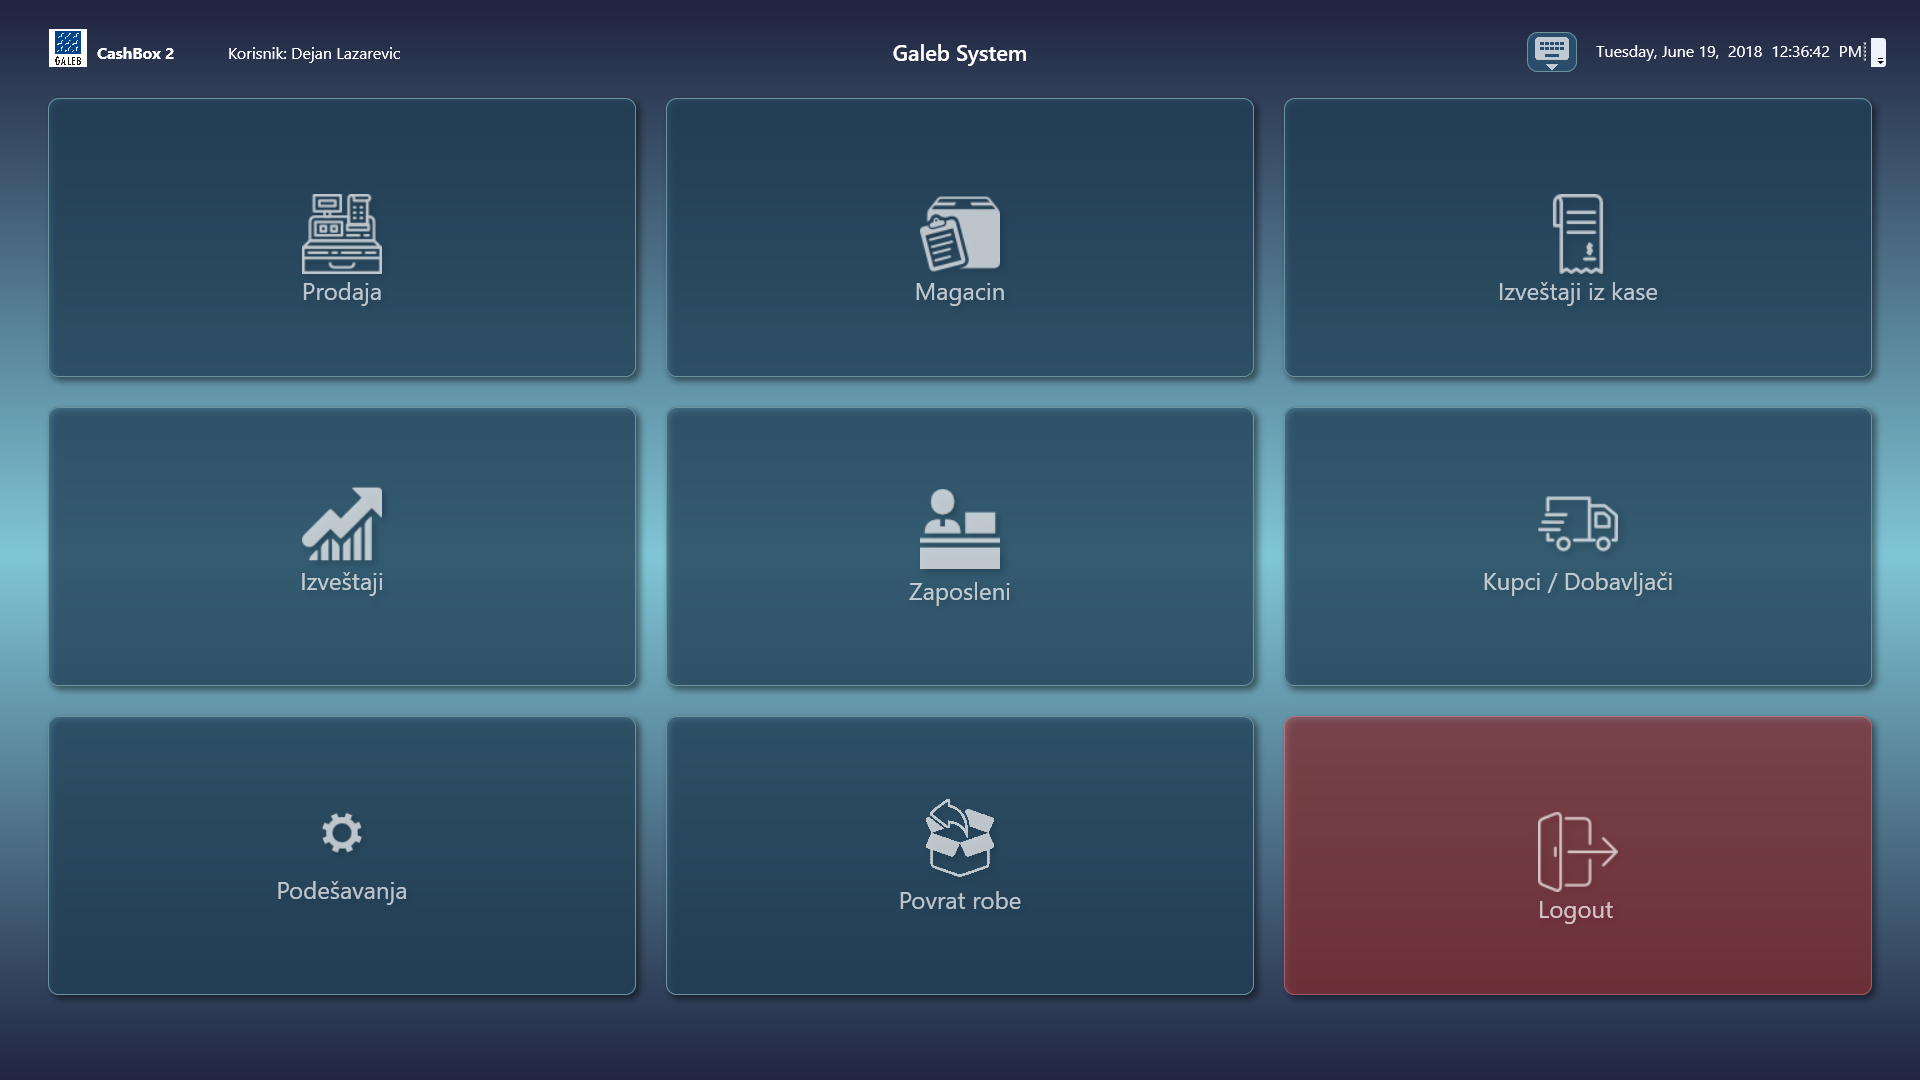 GALEB
CashBox 2
Korisnik: Dejan Lazarevic
Galeb System
Tuesday, June 19, 2018 12:36:42 PM
Prodaja
Magacin
Izveštaji iz kase
Izveštaji
Zaposleni
Kupci / Dobavljači
Podešavanja
Povrat robe
Logout